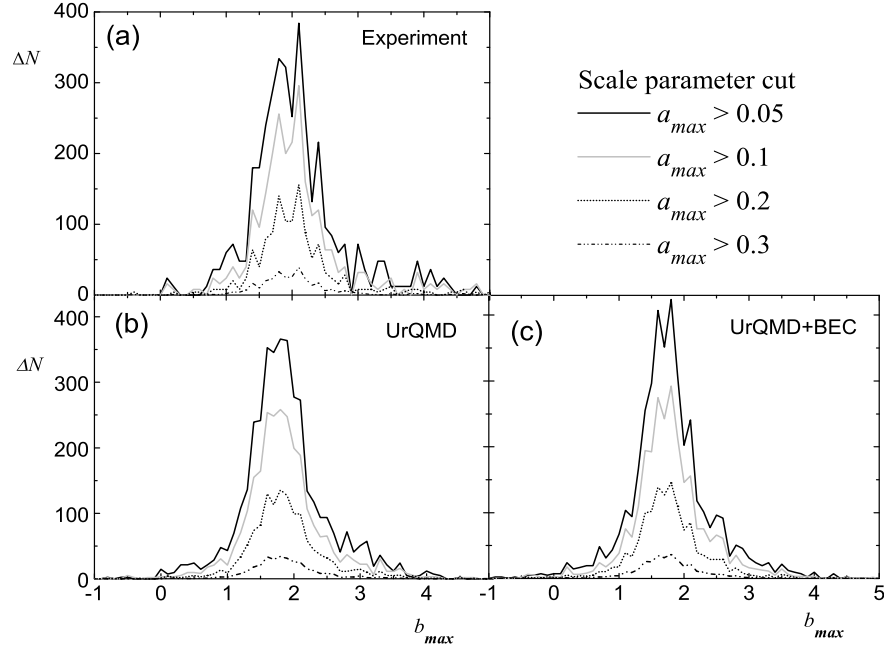 (a)
Experiment
ΔN
400
300
200
100
0
Scale parameter cut
a_max > 0.05
a_max > 0.1
a_max > 0.2
a_max > 0.3
(b)
UrQMD
ΔN
400
300
200
100
0
-1 0 1 2 3 4
b_max
(c)
UrQMD+BEC
-1 0 1 2 3 4 5
b_max